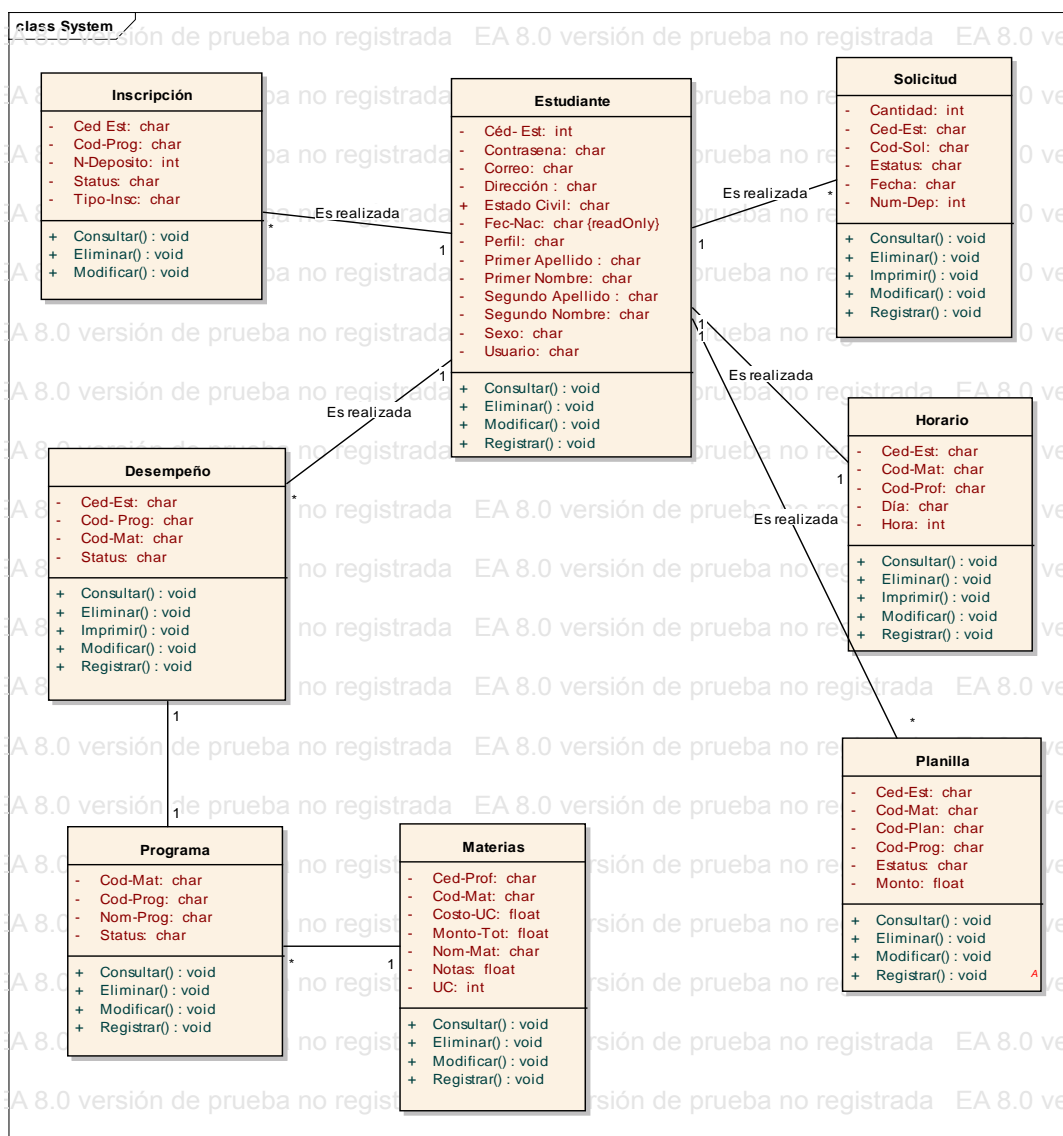 class System
EA 8.0 versión de prueba no registrada EA 8.0 versión de prueba no registrada
Inscripción
- Ced Est: char
- Cod-Prog: char
- N-Deposito: int
- Status: char
- Tipo-Insc: char
+ Consultar() : void
+ Eliminar() : void
+ Modificar() : void
Estudiante
- Céd- Est: int
- Contrasena: char
- Correo: char
- Dirección : char
+ Estado Civil: char
- Fec-Nac: char {readOnly}
- Perfil: char
- Primer Apellido : char
- Primer Nombre: char
- Segundo Apellido : char
- Segundo Nombre: char
- Sexo: char
- Usuario: char
+ Consultar() : void
+ Eliminar() : void
+ Modificar() : void
+ Registrar() : void
Solicitud
- Cantidad: int
- Ced-Est: char
- Cod-Sol: char
- Estatus: char
- Fecha: char
- Num-Dep: int
+ Consultar() : void
+ Eliminar() : void
+ Imprimir() : void
+ Modificar() : void
+ Registrar() : void
Es realizada
*
1
Es realizada
*
1
Es realizada
1
1
Es realizada
1
*
Es realizada
1
*
Horario
- Ced-Est: char
- Cod-Mat: char
- Cod-Prof: char
- Día: char
- Hora: int
+ Consultar() : void
+ Eliminar() : void
+ Imprimir() : void
+ Modificar() : void
+ Registrar() : void
Desempeño
- Ced-Est: char
- Cod- Prog: char
- Cod-Mat: char
- Status: char
+ Consultar() : void
+ Eliminar() : void
+ Imprimir() : void
+ Modificar() : void
+ Registrar() : void
1
1
Planilla
- Ced-Est: char
- Cod-Mat: char
- Cod-Plan: char
- Cod-Prog: char
- Estatus: char
- Monto: float
+ Consultar() : void
+ Eliminar() : void
+ Modificar() : void
+ Registrar() : void
A
Programa
- Cod-Mat: char
- Cod-Prog: char
- Nom-Prog: char
- Status: char
+ Consultar() : void
+ Eliminar() : void
+ Modificar() : void
+ Registrar() : void
*
1
Materias
- Ced-Prof: char
- Cod-Mat: char
- Costo-UC: float
- Monto-Tot: float
- Nom-Mat: char
- Notas: float
- UC: int
+ Consultar() : void
+ Eliminar() : void
+ Modificar() : void
+ Registrar() : void